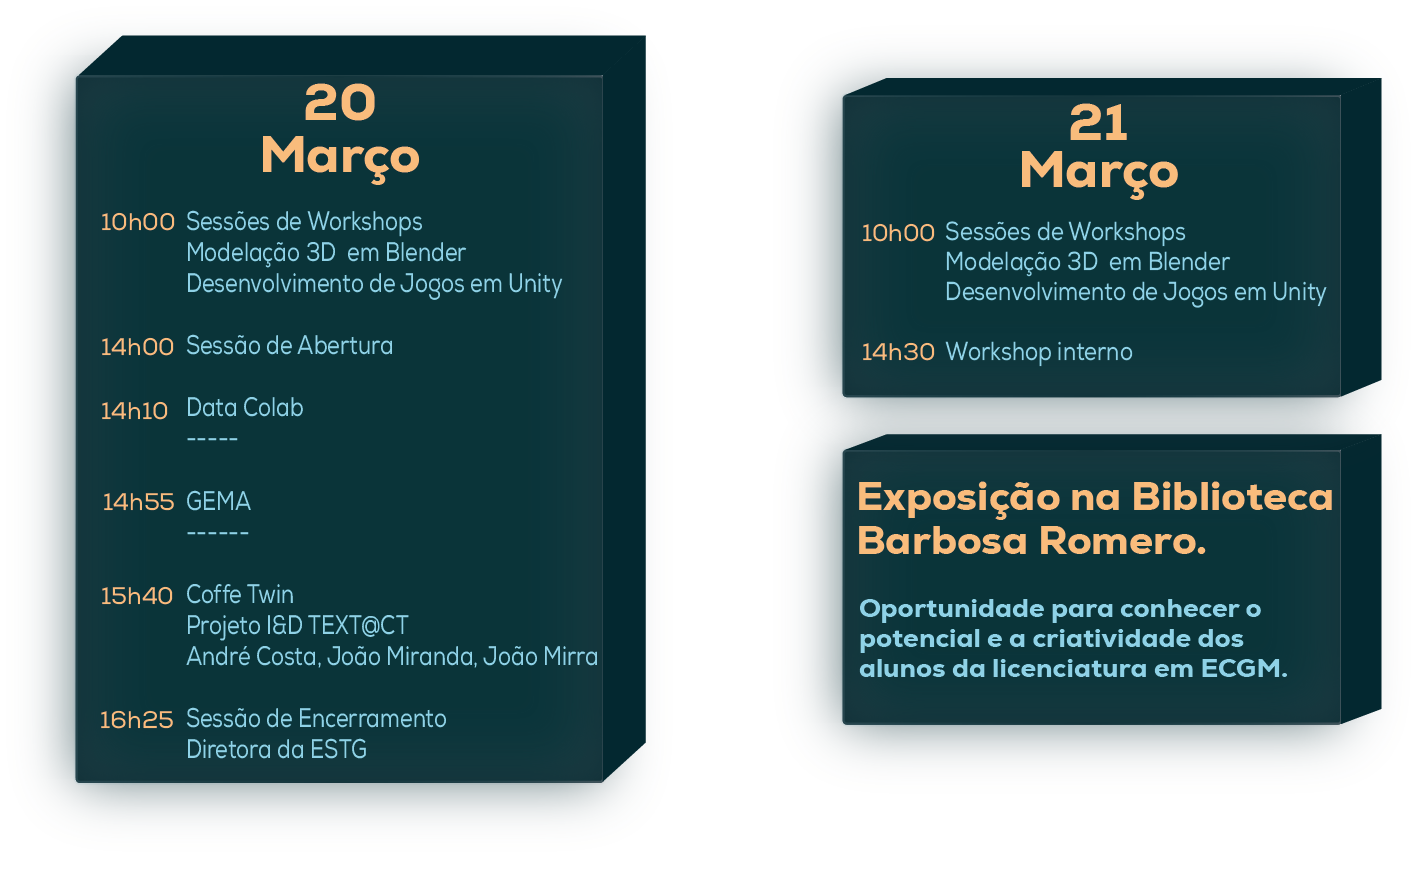 20
Março
10h00 Sessões de Workshops
Modelação 3D em Blender
Desenvolvimento de Jogos em Unity
14h00 Sessão de Abertura
14h10 Data Colab
-----
14h55 GEMA
------
15h40 Coffe Twin
Projeto I&D TEXT@CT
André Costa, João Miranda, João Mirra
16h25 Sessão de Encerramento
Diretora da ESTG
21
Março
10h00 Sessões de Workshops
Modelação 3D em Blender
Desenvolvimento de Jogos em Unity
14h30 Workshop interno
Exposição na Biblioteca
Barbosa Romero.
Oportunidade para conhecer o
potencial e a criatividade dos
alunos da licenciatura em ECGM.